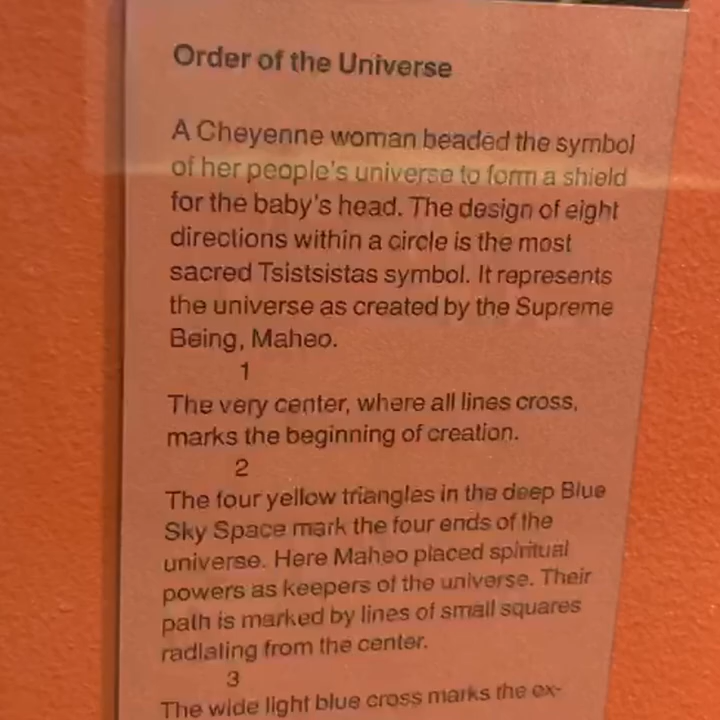 Order of the Universe
A Cheyenne woman beaded the symbol
of her people's universe to form a shield
for the baby's head. The design of eight
directions within a circle is the most
sacred Tsistsistas symbol. It represents
the universe as created by the Supreme
Being, Maheo.
1
The very center, where all lines cross,
marks the beginning of creation.
2
The four yellow triangles in the deep Blue
Sky Space mark the four ends of the
universe. Here Maheo placed spiritual
powers as keepers of the universe. Their
path is marked by lines of small squares
radiating from the center.
3
The wide light blue cross marks the ex-